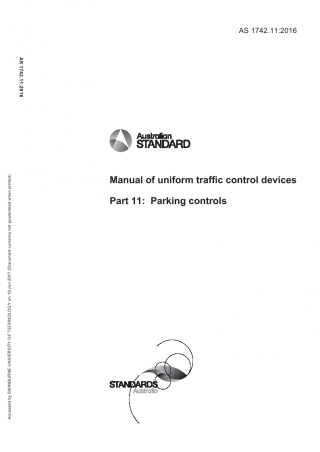 AS 1742.11:2016
AS 1742.11:2016
Australian
STANDARD
Manual of uniform traffic control devices
Part 11: Parking controls
Accessed by SWINBURNE UNIVERSITY OF TECHNOLOGY on 19 Jun 2017 (Document currency not guaranteed when printed)
STANDARDS
Australia